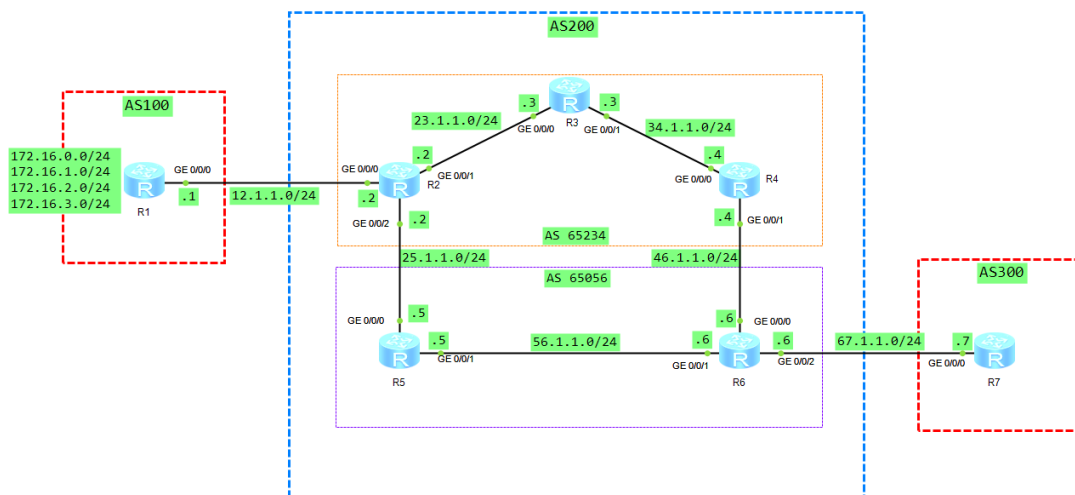 AS200
AS100
172.16.0.0/24
172.16.1.0/24
172.16.2.0/24
172.16.3.0/24
GE 0/0/0
.1
R
R1
12.1.1.0/24
GE 0/0/0
.2
.2
GE 0/0/1
R
R2
GE 0/0/2
.2
23.1.1.0/24
.3
GE 0/0/0
R
R3
.3
GE 0/0/1
34.1.1.0/24
.4
GE 0/0/0
R
R4
.4
GE 0/0/1
AS 65234
25.1.1.0/24
46.1.1.0/24
AS 65056
.5
GE 0/0/0
.5
R
GE 0/0/1
R5
56.1.1.0/24
.6
GE 0/0/0
.6
GE 0/0/1
R
R6
.6
GE 0/0/2
67.1.1.0/24
AS300
.7
GE 0/0/0
R
R7